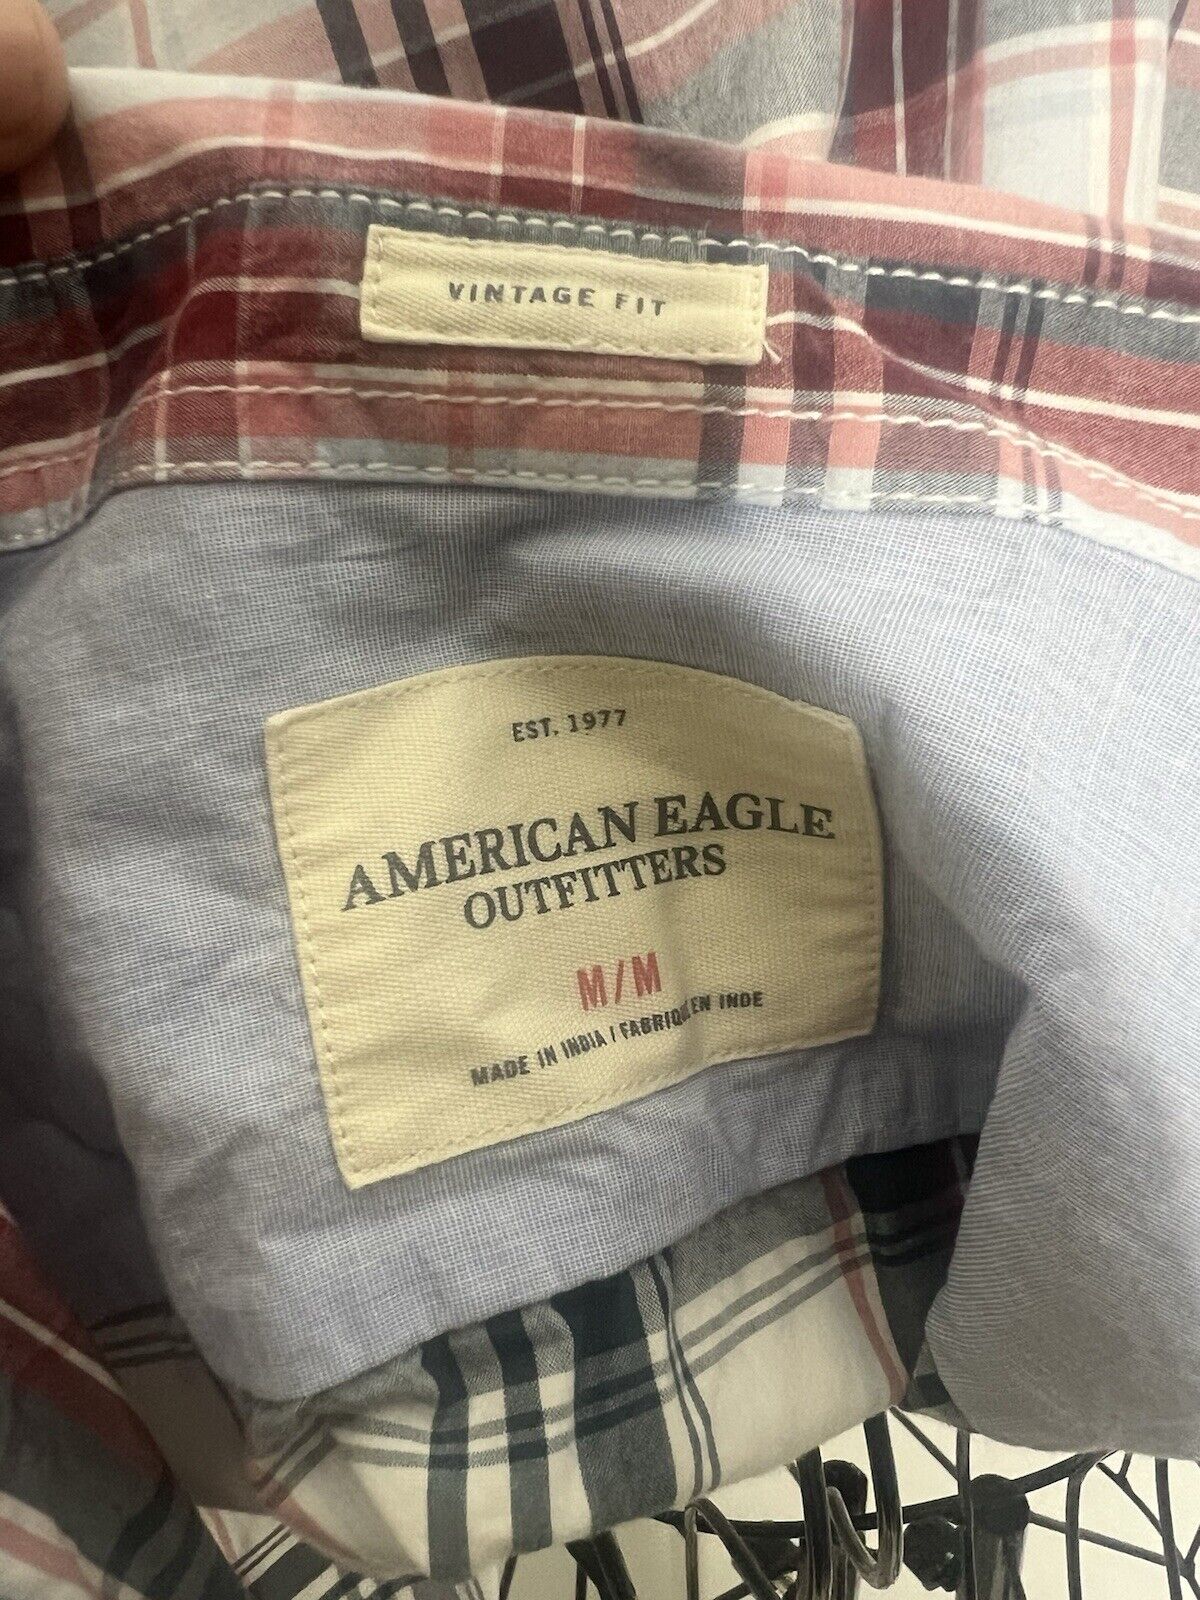 VINTAGE FIT
EST. 1977
AMERICAN EAGLE
OUTFITTERS
M/M
MADE IN INDIA / FABRIQUÉ EN INDE